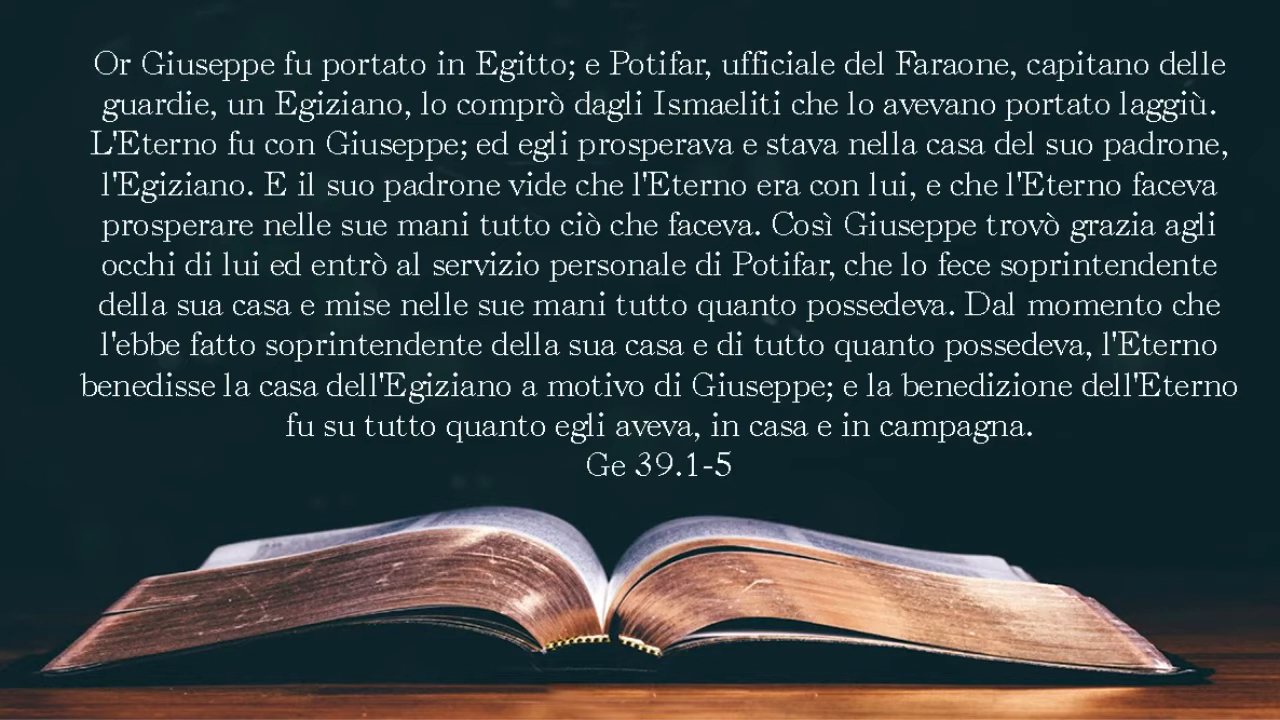 Or Giuseppe fu portato in Egitto; e Potifar, ufficiale del Faraone, capitano delle
guardie, un Egiziano, lo comprò dagli Ismaeliti che lo avevano portato laggiù.
L'Eterno fu con Giuseppe; ed egli prosperava e stava nella casa del suo padrone,
l'Egiziano. E il suo padrone vide che l'Eterno era con lui, e che l'Eterno faceva
prosperare nelle sue mani tutto ciò che faceva. Così Giuseppe trovò grazia agli
occhi di lui ed entrò al servizio personale di Potifar, che lo fece soprintendente
della sua casa e mise nelle sue mani tutto quanto possedeva. Dal momento che
l'ebbe fatto soprintendente della sua casa e di tutto quanto possedeva, l'Eterno
benedisse la casa dell'Egiziano a motivo di Giuseppe; e la benedizione dell'Eterno
fu su tutto quanto egli aveva, in casa e in campagna.
Ge 39.1-5